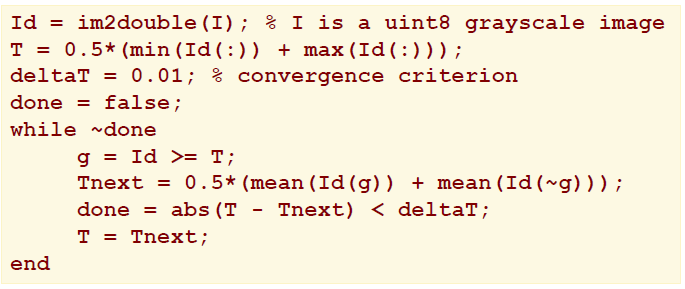 Id = im2double(I); % I is a uint8 grayscale image
T = 0.5*(min(Id(:)) + max(Id(:)));
deltaT = 0.01; % convergence criterion
done = false;
while ~done
     g = Id >= T;
     Tnext = 0.5*(mean(Id(g)) + mean(Id(~g)));
     done = abs(T - Tnext) < deltaT;
     T = Tnext;
end